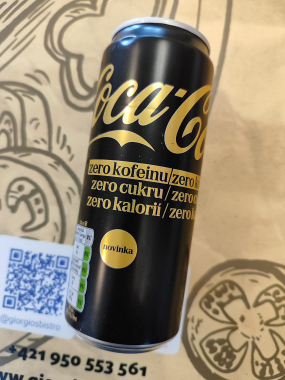 Coca-Co
zero kofeinu zero k
zero cukru / zero c
zero kalorií / zero k
novinka
@giorgiosbistro
+421 950 553 561